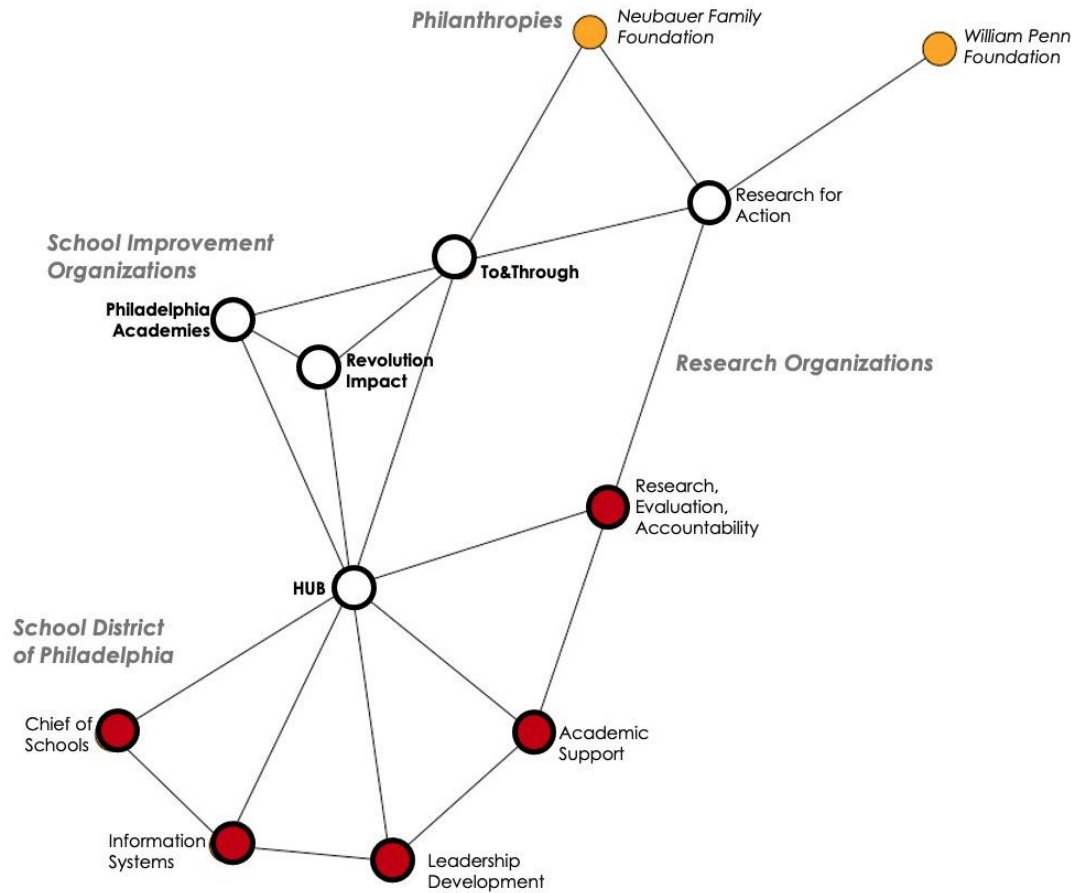 Philanthropies
Neubauer Family
Foundation
William Penn
Foundation
Research for
Action
School Improvement
Organizations
To&Through
Philadelphia
Academies
Revolution
Impact
Research Organizations
Research,
Evaluation,
Accountability
HUB
School District
of Philadelphia
Chief of
Schools
Academic
Support
Information
Systems
Leadership
Development